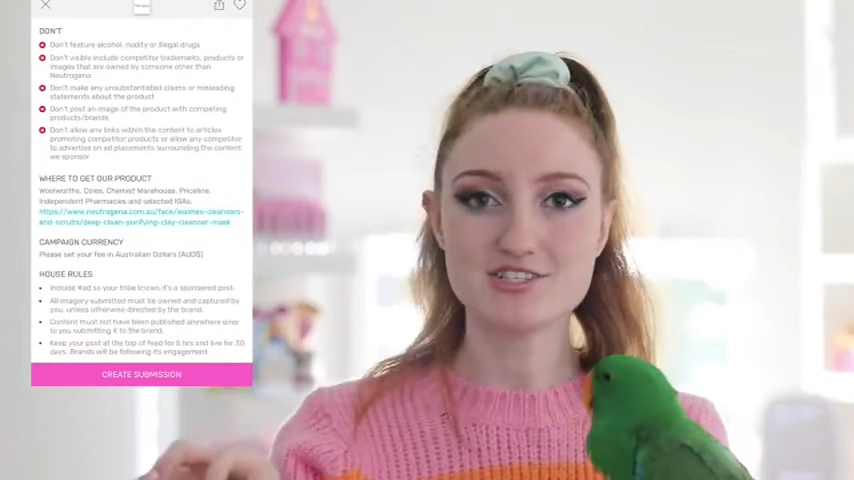 DON'T
Don't feature alcohol, nudity or illegal drugs
Don't visibly include competitor trademarks, products or
images that are owned by someone other than
Neutrogena
Don't make any unsubstantiated claims or misleading
statements about the product
Don't post an image of the product with competing
products/brands
Don't allow any links within the content to articles
promoting competitor products or allow any competitor
to advertise on ad placements surrounding the content
we sponsor
WHERE TO GET OUR PRODUCT
Woolworths, Coles, Chemist Warehouse, Priceline,
Independent Pharmacies and selected IGAs.
https://www.neutrogena.com.au/face/washes-cleansers-
and-scrubs/deep-clean-purifying-clay-cleanser-mask
CAMPAIGN CURRENCY
Please set your fee in Australian Dollars (AUD$)
HOUSE RULES
• Include #ad so your tribe knows it's a sponsored post.
• All imagery submitted must be owned and captured by
you, unless otherwise directed by the brand.
• Content must not have been published anywhere prior
to you submitting it to the brand.
• Keep your post at the top of feed for 5 hrs and live for 30
days. Brands will be following its engagement
CREATE SUBMISSION